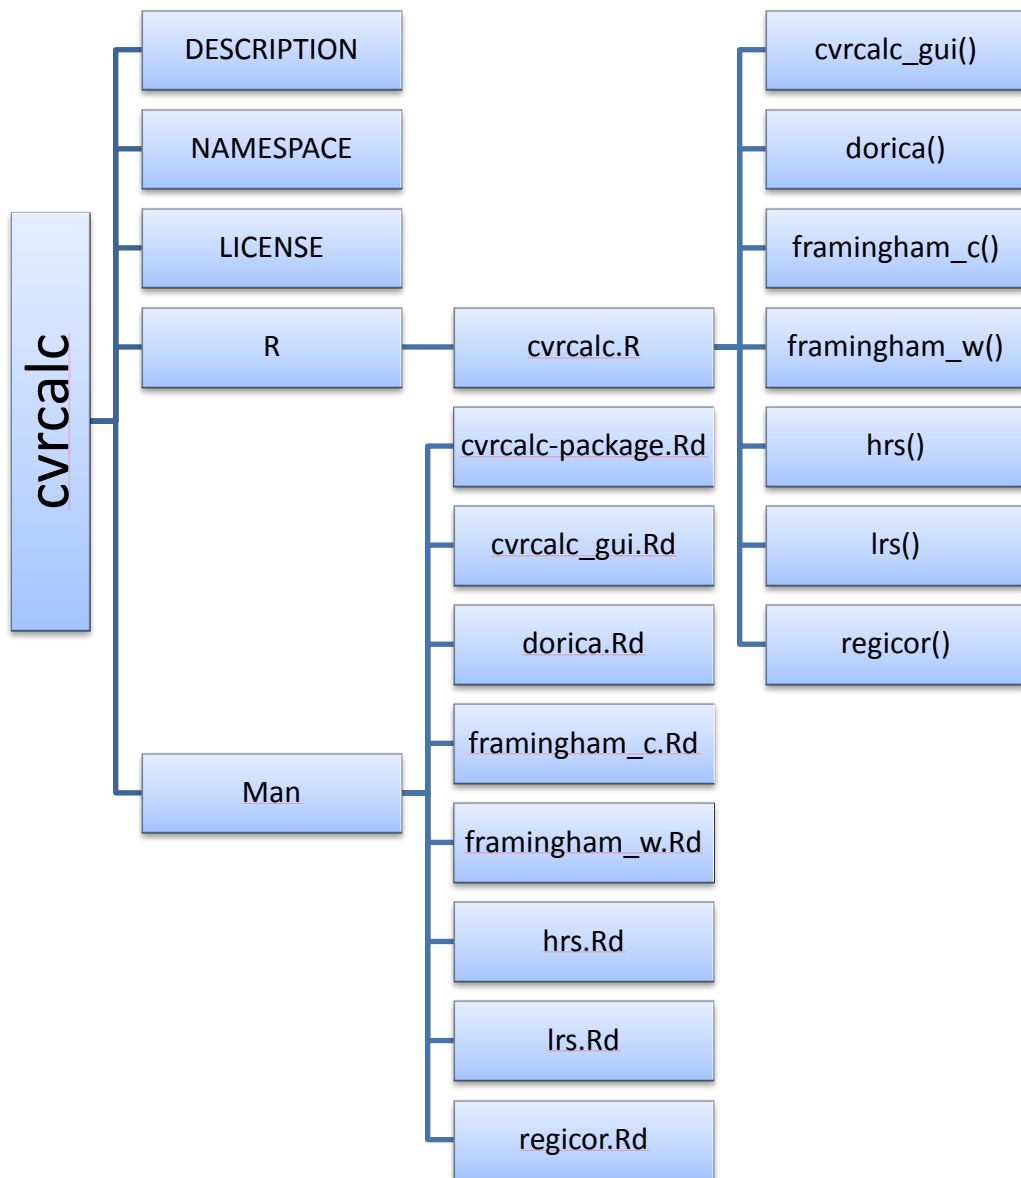 cvrcalc
DESCRIPTION
NAMESPACE
LICENSE
R
cvrcalc.R
cvrcalc_gui()
dorica()
framingham_c()
framingham_w()
hrs()
lrs()
regicor()
Man
cvrcalc-package.Rd
cvrcalc_gui.Rd
dorica.Rd
framingham_c.Rd
framingham_w.Rd
hrs.Rd
lrs.Rd
regicor.Rd